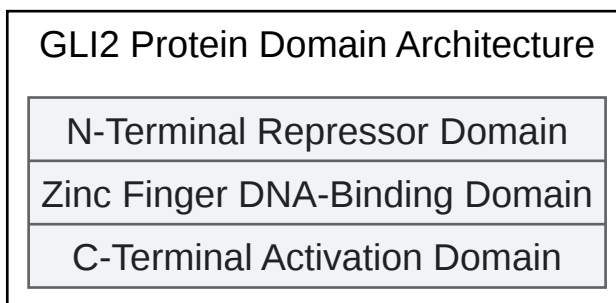 GLI2 Protein Domain Architecture
N-Terminal Repressor Domain
Zinc Finger DNA-Binding Domain
C-Terminal Activation Domain